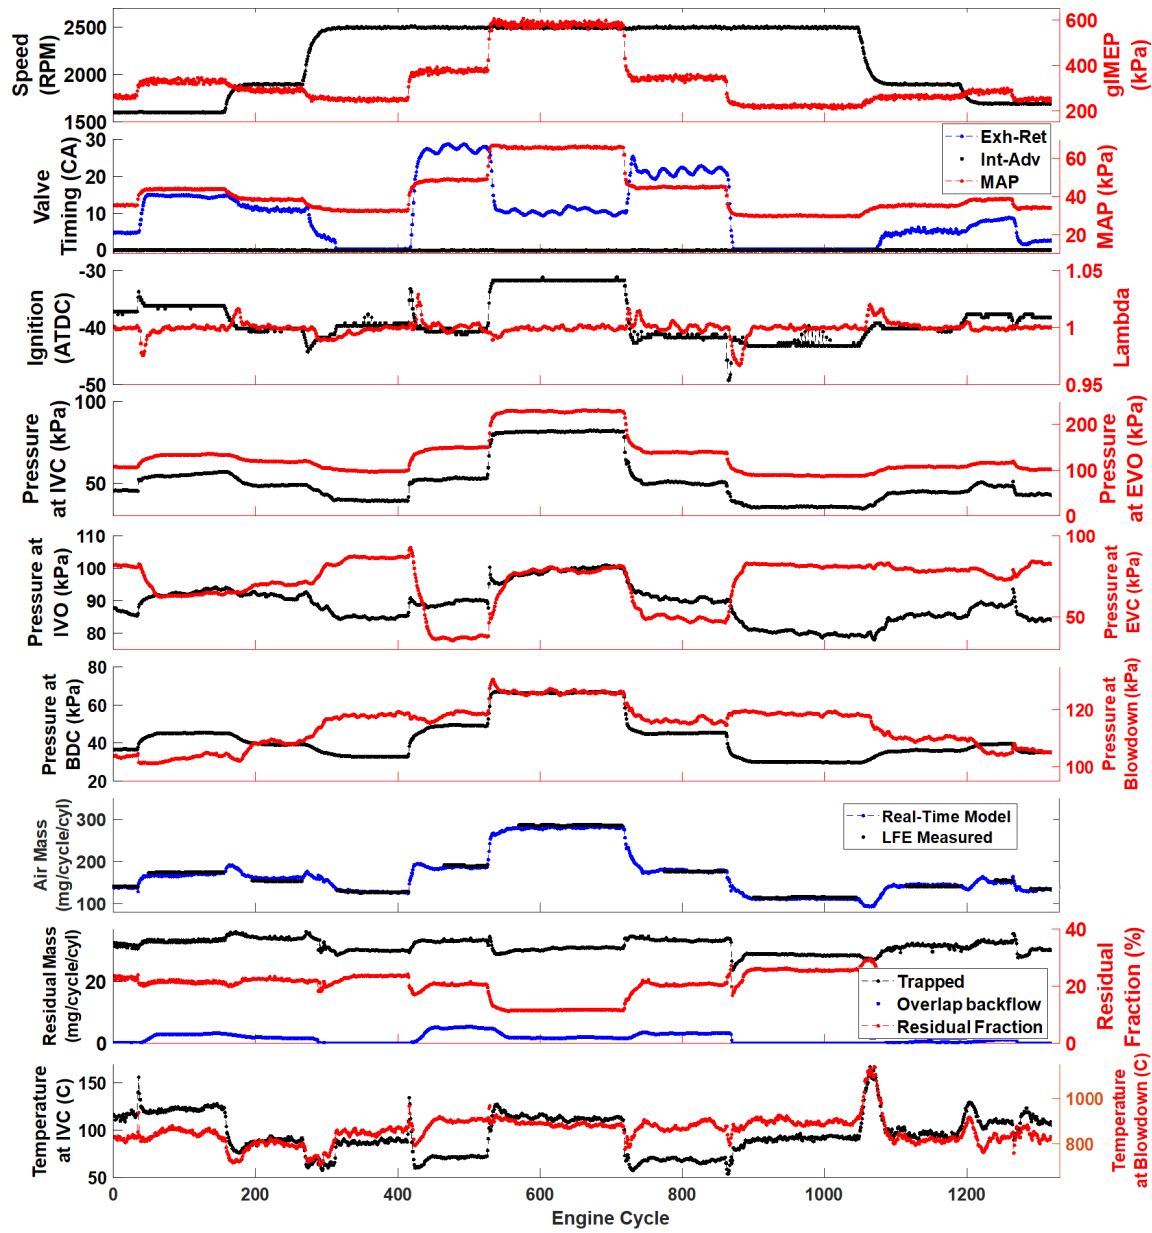 Speed
(RPM)
2500
2000
1500
600
400
200
gIMEP
(kPa)
Valve
Timing (CA)
30
20
10
0
Exh-Ret
Int-Adv
MAP
60
40
20
MAP (kPa)
Ignition
(ATDC)
-30
-40
-50
1.05
1
0.95
Lambda
Pressure
at IVC (kPa)
100
50
200
100
0
Pressure
at EVO (kPa)
Pressure at
IVO (kPa)
110
100
90
80
100
50
Pressure at
EVC (kPa)
Pressure at
BDC (kPa)
80
60
40
20
120
100
Pressure at
Blowdown (kPa)
Air Mass
(mg/cycle/cyl)
300
200
100
Real-Time Model
LFE Measured
Residual Mass
(mg/cycle/cyl)
20
0
Trapped
Overlap backflow
Residual Fraction
40
20
0
Residual
Fraction (%)
Temperature
at IVC (C)
150
100
50
1000
800
Temperature
at Blowdown (C)
0
200
400
600
800
1000
1200
Engine Cycle